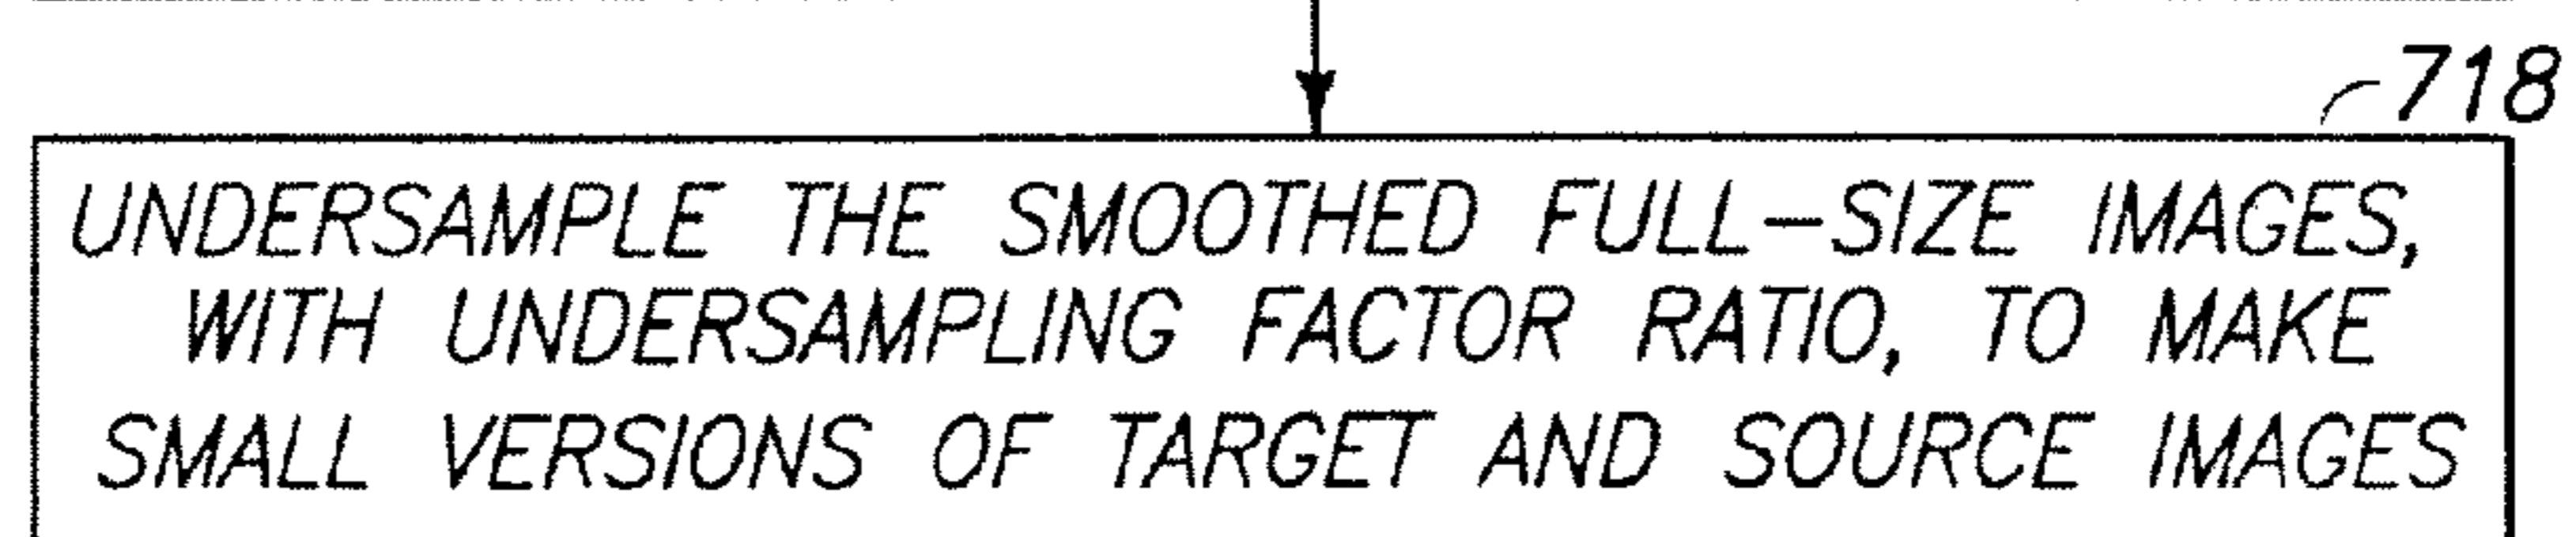 718
UNDERSAMPLE THE SMOOTHED FULL-SIZE IMAGES,
WITH UNDERSAMPLING FACTOR RATIO, TO MAKE
SMALL VERSIONS OF TARGET AND SOURCE IMAGES